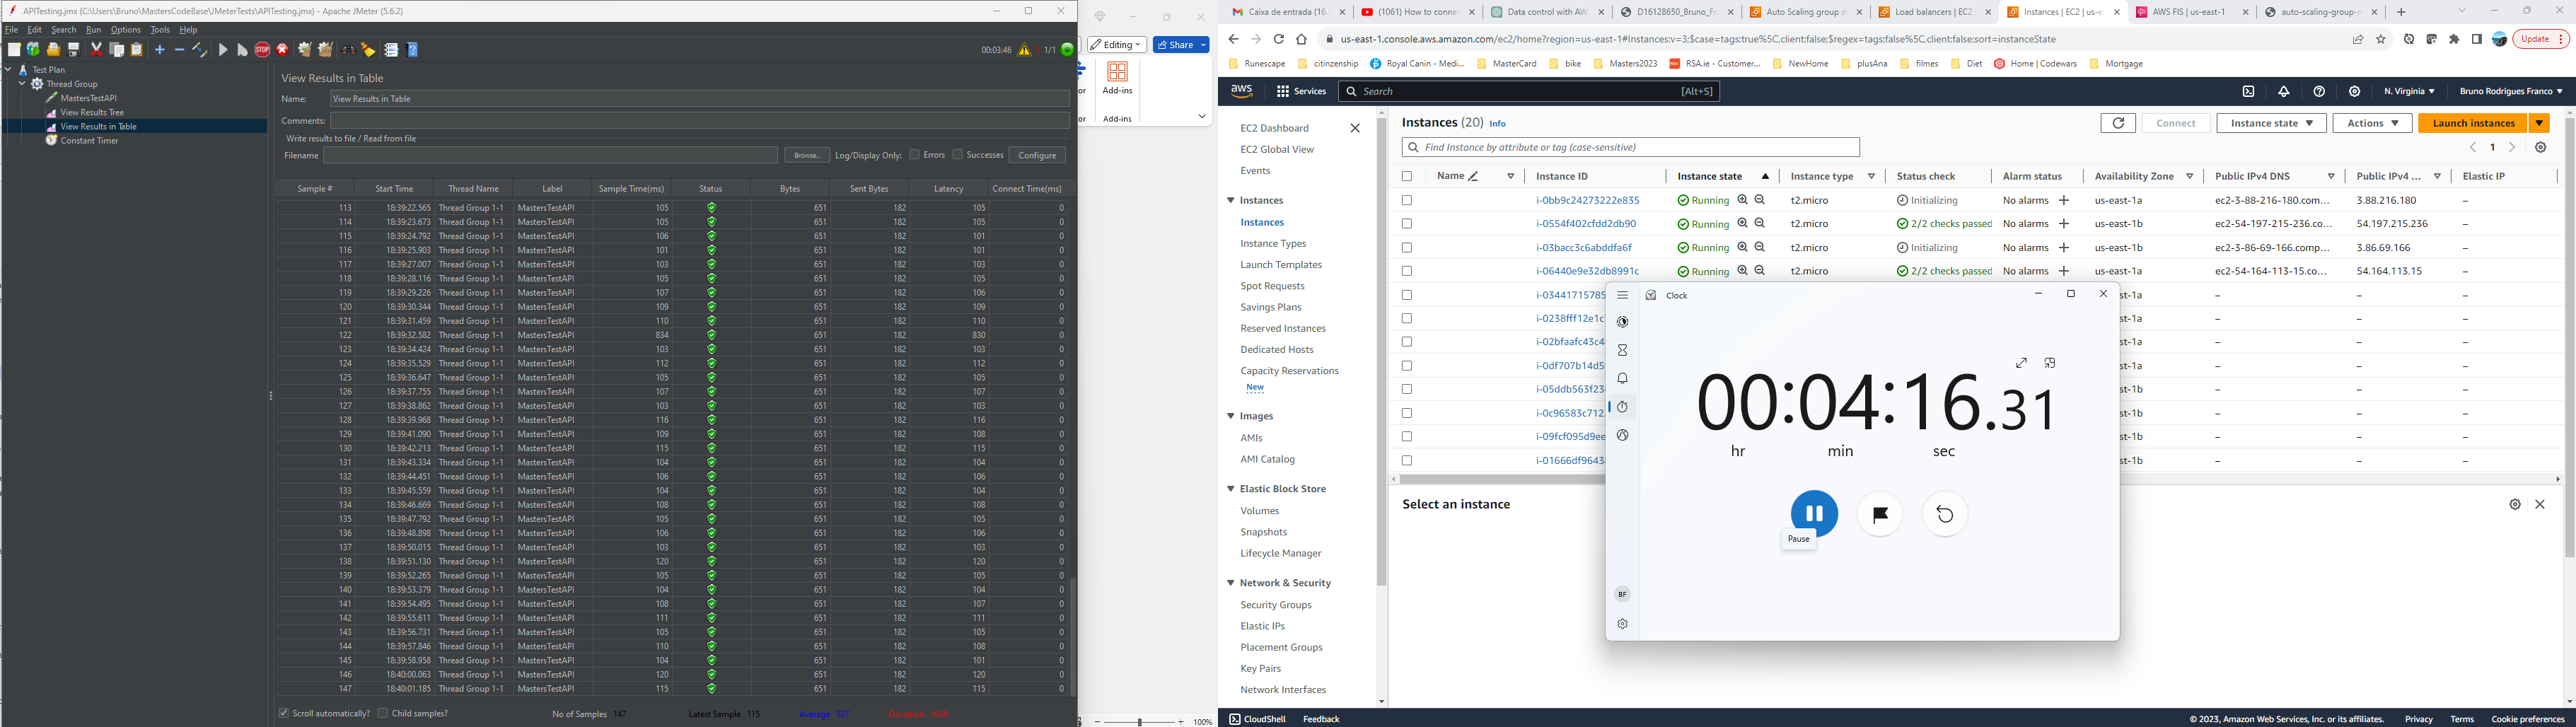 APITesting.jmx (C:\Users\Bruno\MastersCodeBase\JMeterTests\APITesting.jmx) - Apache JMeter (5.6.2)
File Edit Search Run Options Tools Help
00:03:46 2 1/1
Test Plan
Thread Group
MastersTestAPI
View Results Tree
View Results in Table
Constant Timer
View Results in Table
Name: View Results in Table
Comments:
Write results to file / Read from file
Filename Browse... Log/Display Only: Errors Successes Configure
Sample # Start Time Thread Name Label Sample Time(ms) Status Bytes Sent Bytes Latency Connect Time(ms)
113 18:39:22.565 Thread Group 1-1 MastersTestAPI 105 651 182 105 0
114 18:39:23.673 Thread Group 1-1 MastersTestAPI 105 651 182 105 0
115 18:39:24.792 Thread Group 1-1 MastersTestAPI 106 651 182 101 0
116 18:39:25.903 Thread Group 1-1 MastersTestAPI 101 651 182 101 0
117 18:39:27.007 Thread Group 1-1 MastersTestAPI 103 651 182 103 0
118 18:39:28.116 Thread Group 1-1 MastersTestAPI 105 651 182 105 0
119 18:39:29.226 Thread Group 1-1 MastersTestAPI 107 651 182 106 0
120 18:39:30.344 Thread Group 1-1 MastersTestAPI 109 651 182 109 0
121 18:39:31.459 Thread Group 1-1 MastersTestAPI 110 651 182 110 0
122 18:39:32.582 Thread Group 1-1 MastersTestAPI 834 651 182 830 0
123 18:39:34.424 Thread Group 1-1 MastersTestAPI 103 651 182 103 0
124 18:39:35.529 Thread Group 1-1 MastersTestAPI 112 651 182 112 0
125 18:39:36.647 Thread Group 1-1 MastersTestAPI 105 651 182 105 0
126 18:39:37.755 Thread Group 1-1 MastersTestAPI 107 651 182 107 0
127 18:39:38.862 Thread Group 1-1 MastersTestAPI 103 651 182 103 0
128 18:39:39.968 Thread Group 1-1 MastersTestAPI 116 651 182 116 0
129 18:39:41.090 Thread Group 1-1 MastersTestAPI 109 651 182 108 0
130 18:39:42.213 Thread Group 1-1 MastersTestAPI 115 651 182 115 0
131 18:39:43.334 Thread Group 1-1 MastersTestAPI 104 651 182 104 0
132 18:39:44.451 Thread Group 1-1 MastersTestAPI 106 651 182 106 0
133 18:39:45.559 Thread Group 1-1 MastersTestAPI 104 651 182 104 0
134 18:39:46.669 Thread Group 1-1 MastersTestAPI 108 651 182 108 0
135 18:39:47.792 Thread Group 1-1 MastersTestAPI 105 651 182 105 0
136 18:39:48.898 Thread Group 1-1 MastersTestAPI 106 651 182 106 0
137 18:39:50.015 Thread Group 1-1 MastersTestAPI 103 651 182 103 0
138 18:39:51.130 Thread Group 1-1 MastersTestAPI 120 651 182 120 0
139 18:39:52.265 Thread Group 1-1 MastersTestAPI 105 651 182 105 0
140 18:39:53.379 Thread Group 1-1 MastersTestAPI 104 651 182 104 0
141 18:39:54.495 Thread Group 1-1 MastersTestAPI 108 651 182 107 0
142 18:39:55.611 Thread Group 1-1 MastersTestAPI 111 651 182 111 0
143 18:39:56.731 Thread Group 1-1 MastersTestAPI 105 651 182 105 0
144 18:39:57.846 Thread Group 1-1 MastersTestAPI 110 651 182 108 0
145 18:39:58.958 Thread Group 1-1 MastersTestAPI 104 651 182 101 0
146 18:40:00.063 Thread Group 1-1 MastersTestAPI 120 651 182 120 0
147 18:40:01.185 Thread Group 1-1 MastersTestAPI 115 651 182 115 0
Scroll automatically? Child samples? No of Samples 147 Latest Sample 115 Average 527 Deviation 4929
Editing Share
or Add-ins
or Add-ins
100%
Caixa de entrada (16. (1061) How to conne Data control with AW D16128650_Bruno_Fr Auto Scaling group d Load balancers | EC2 Instances | EC2 | us-e AWS FIS | us-east-1 auto-scaling-group-
us-east-1.console.aws.amazon.com/ec2/home?region=us-east-1#Instances:v=3;$case=tags:true%5C,client:false;$regex=tags:false%5C,client:false;sort=instanceState Update
Runescape citinzenship Royal Canin - Medi... MasterCard bike Masters2023 RSA.ie - Customer... NewHome plusAna filmes Diet Home | Codewars Mortgage
aws Services Search [Alt+S] N. Virginia Bruno Rodrigues Franco
EC2 Dashboard
EC2 Global View
Events
Instances
Instances
Instance Types
Launch Templates
Spot Requests
Savings Plans
Reserved Instances
Dedicated Hosts
Capacity Reservations
New
Images
AMIs
AMI Catalog
Elastic Block Store
Volumes
Snapshots
Lifecycle Manager
Network & Security
Security Groups
Elastic IPs
Placement Groups
Key Pairs
Network Interfaces
Instances (20) Info Connect Instance state Actions Launch instances
Find Instance by attribute or tag (case-sensitive) 1
Name Instance ID Instance state Instance type Status check Alarm status Availability Zone Public IPv4 DNS Public IPv4 ... Elastic IP
i-0bb9c24273222e835 Running t2.micro Initializing No alarms us-east-1a ec2-3-88-216-180.com... 3.88.216.180 –
i-0554f402cfdd2db90 Running t2.micro 2/2 checks passed No alarms us-east-1b ec2-54-197-215-236.co... 54.197.215.236 –
i-03bacc3c6abddfa6f Running t2.micro Initializing No alarms us-east-1b ec2-3-86-69-166.comp... 3.86.69.166 –
i-06440e9e32db8991c Running t2.micro 2/2 checks passed No alarms us-east-1a ec2-54-164-113-15.co... 54.164.113.15 –
i-03441715785 st-1a – – –
i-0238fff12e1c st-1a – – –
i-02bfaafc43c4 st-1a – – –
i-0df707b14d5 st-1a – – –
i-05ddb563f23 st-1b – – –
i-0c96583c712 st-1b – – –
i-09fcf095d9ee st-1b – – –
i-01666df9643 st-1b – – –
Select an instance
Clock
00:04:16.31
hr min sec
Pause
BF
CloudShell Feedback © 2023, Amazon Web Services, Inc. or its affiliates. Privacy Terms Cookie preferences